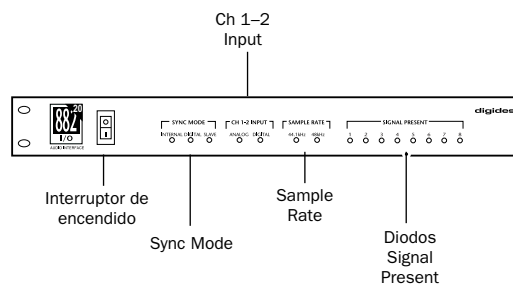 Ch 1–2
Input
882 20
I/O
AUDIO INTERFACE
SYNC MODE
INTERNAL DIGITAL SLAVE
CH 1-2 INPUT
ANALOG DIGITAL
SAMPLE RATE
44.1kHz 48kHz
SIGNAL PRESENT
1 2 3 4 5 6 7 8
digides
Interruptor de
encendido
Sync Mode
Sample
Rate
Diodos
Signal
Present